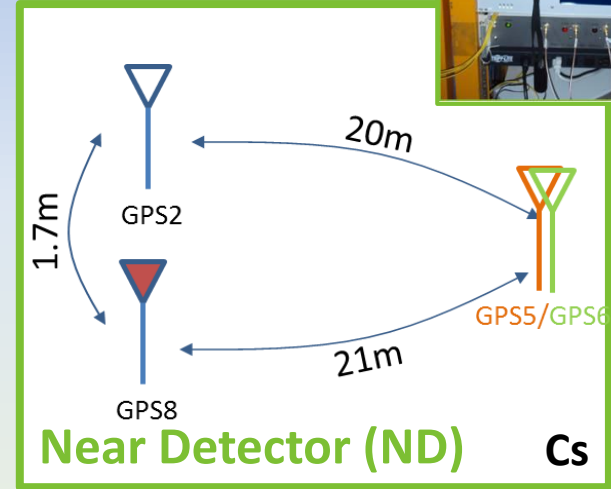 20m
GPS2
1.7m
GPS5/GPS6
21m
GPS8
Near Detector (ND)
Cs